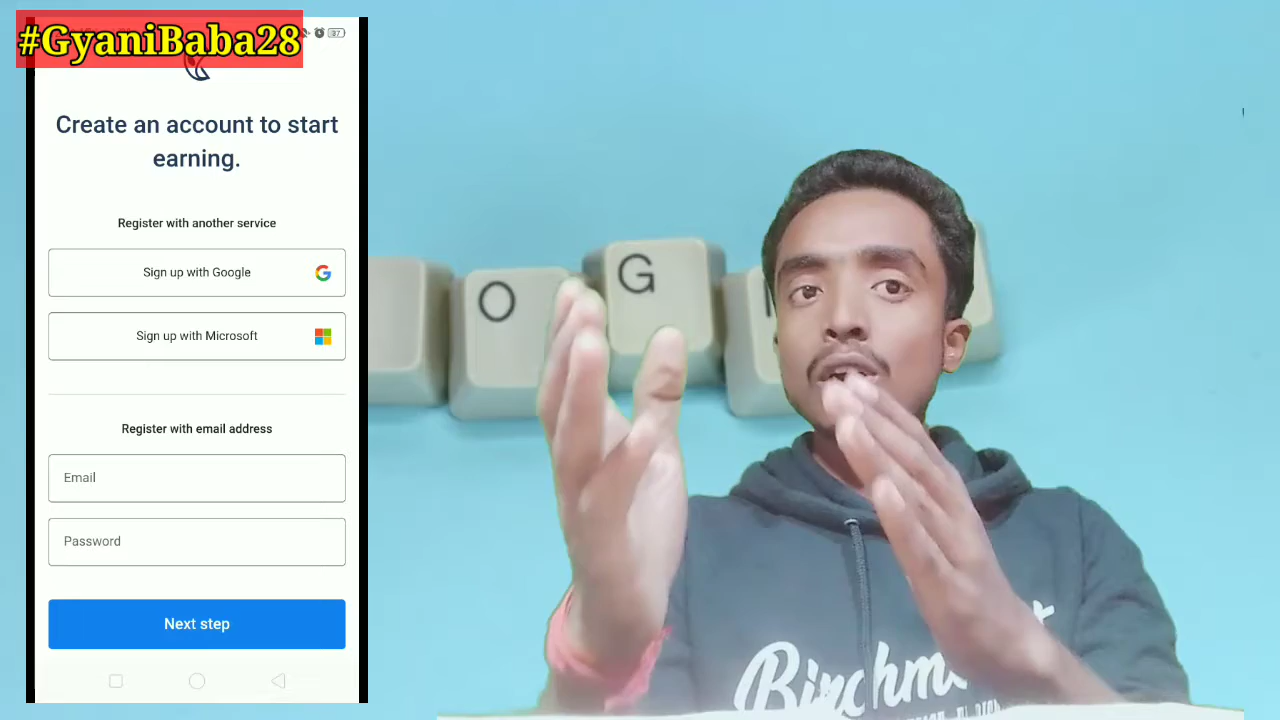 #GyaniBaba28
37
Create an account to start
earning.
Register with another service
Sign up with Google
Sign up with Microsoft
Register with email address
Email
Password
Next step
O
G